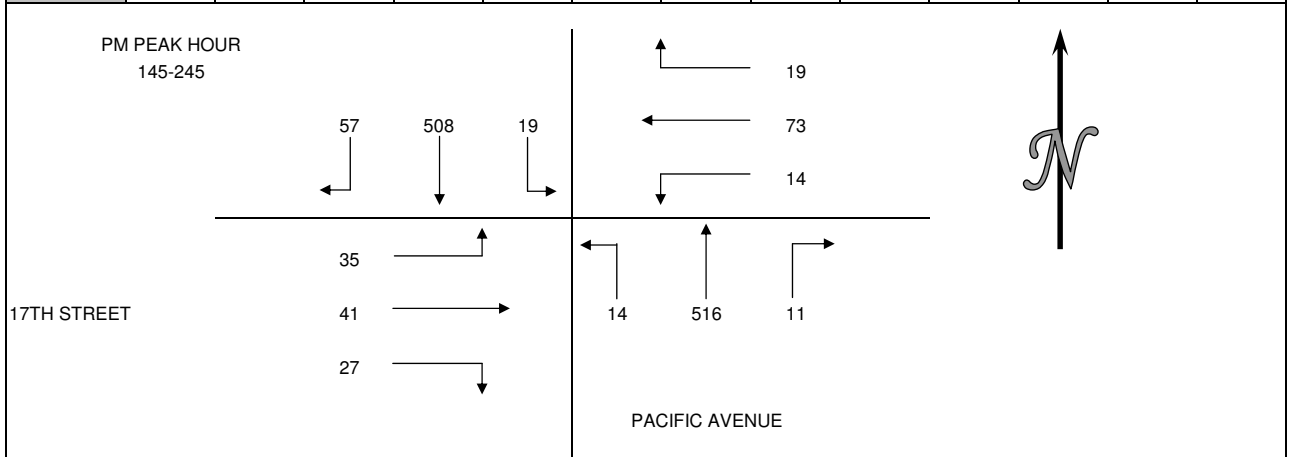 PM PEAK HOUR
145-245
19
57 508 19
73
14
35
17TH STREET 41
14 516 11
27
PACIFIC AVENUE
N